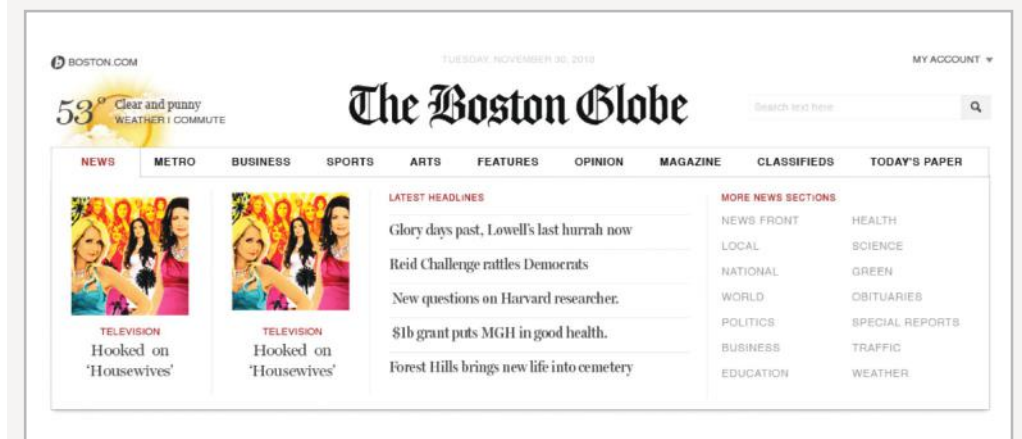 BOSTON.COM
TUESDAY, NOVEMBER 30, 2010
MY ACCOUNT
53°
Clear and punny
WEATHER | COMMUTE
The Boston Globe
Search text here
NEWS METRO BUSINESS SPORTS ARTS FEATURES OPINION MAGAZINE CLASSIFIEDS TODAY'S PAPER
TELEVISION
Hooked on
'Housewives'
TELEVISION
Hooked on
'Housewives'
LATEST HEADLINES
Glory days past, Lowell's last hurrah now
Reid Challenge rattles Democrats
New questions on Harvard researcher.
$1b grant puts MGH in good health.
Forest Hills brings new life into cemetery
MORE NEWS SECTIONS
NEWS FRONT
LOCAL
NATIONAL
WORLD
POLITICS
BUSINESS
EDUCATION
HEALTH
SCIENCE
GREEN
OBITUARIES
SPECIAL REPORTS
TRAFFIC
WEATHER